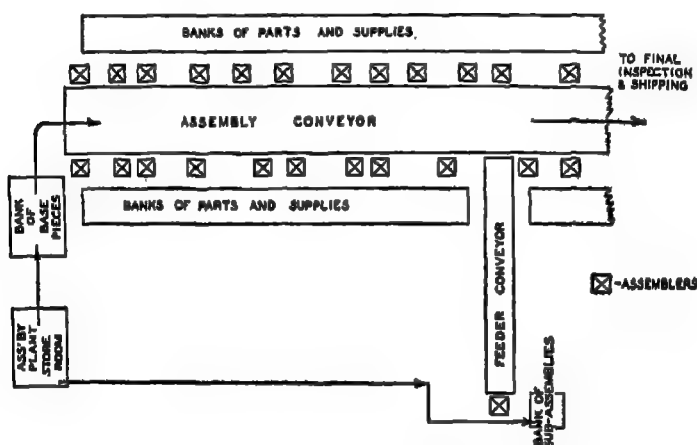 BANKS OF PARTS AND SUPPLIES.
TO FINAL
INSPECTION
& SHIPPING
ASSEMBLY CONVEYOR
BANKS OF PARTS AND SUPPLIES
BANK
OF
BASE
PIECES
FEEDER CONVEYOR
-ASSEMBLERS
ASS'BY
PLANT
STORE
ROOM
BANK OF
SUB-ASSEMBLIES